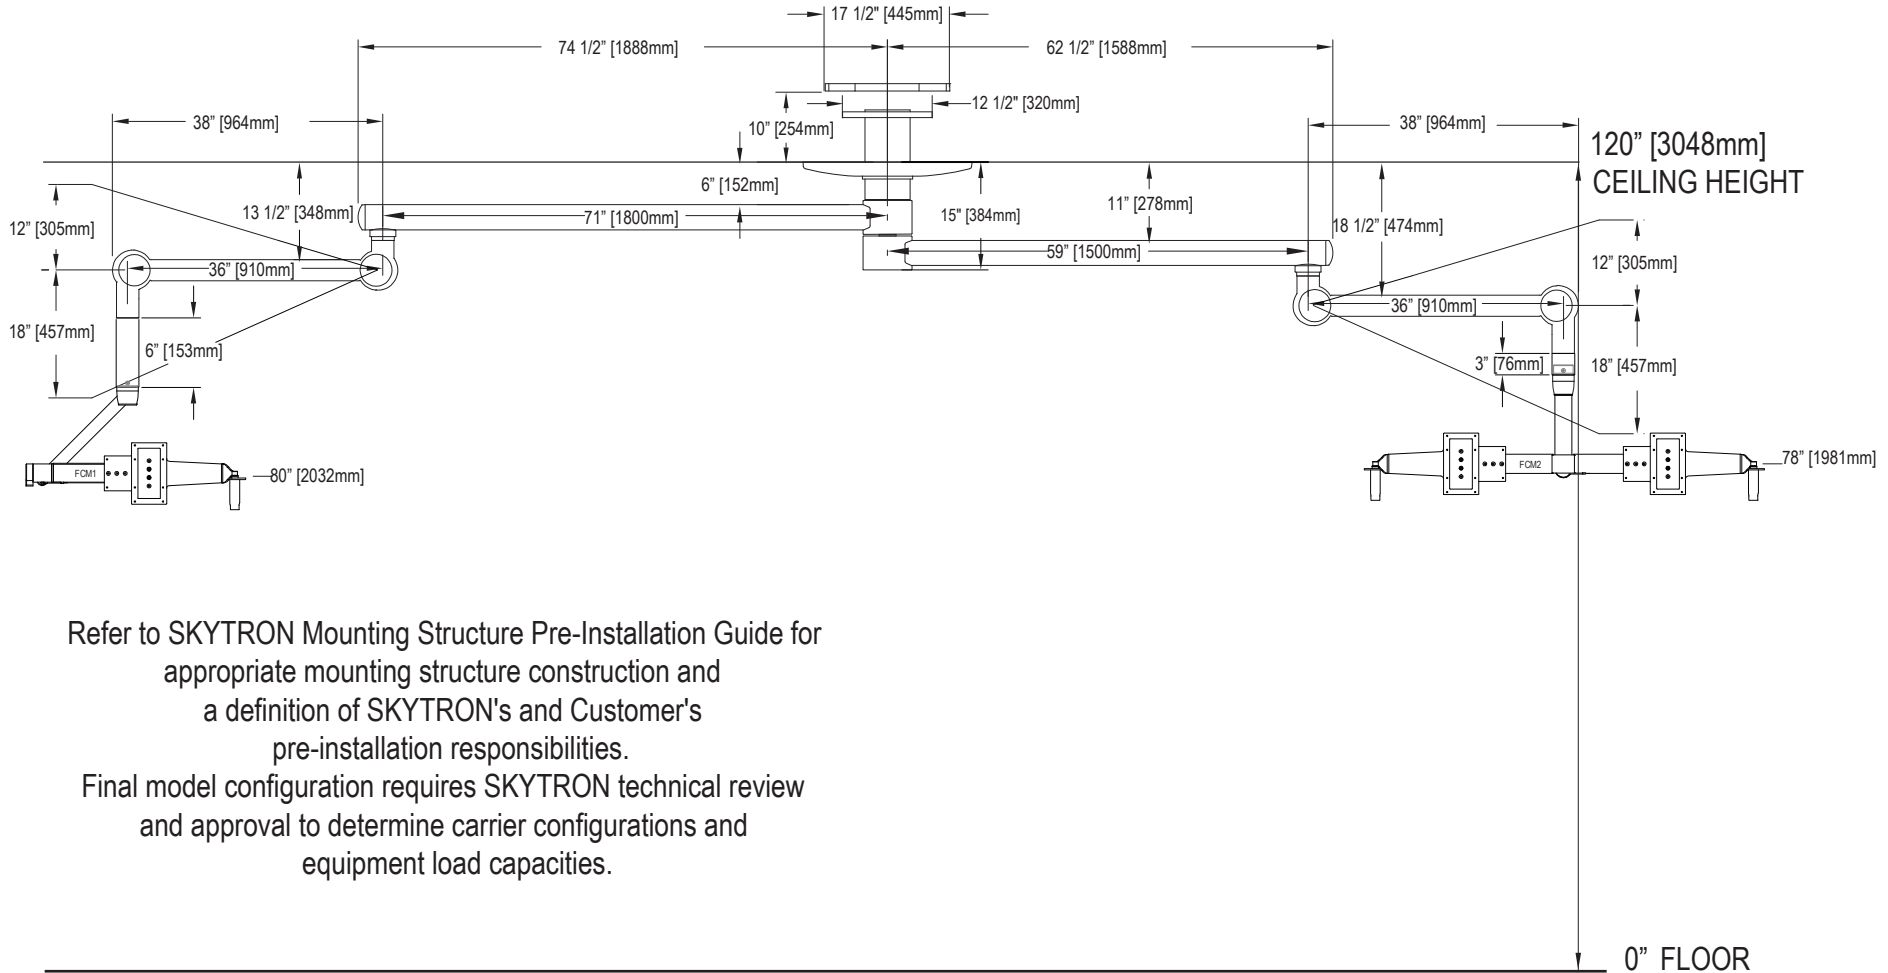 17 1/2" [445mm]
74 1/2” [1888mm]
62 1/2” [1588mm]
12 1/2" [320mm]
38” [964mm]
10” [254mm]
38” [964mm]
120” [3048mm]
CEILING HEIGHT
6” [152mm]
13 1/2” [348mm]
71” [1800mm]
15" [384mm]
11” [278mm]
18 1/2” [474mm]
12” [305mm]
59” [1500mm]
12” [305mm]
36” [910mm]
36” [910mm]
18” [457mm]
6” [153mm]
3” [76mm]
18” [457mm]
FCM1
80” [2032mm]
FCM2
78” [1981mm]
Refer to SKYTRON Mounting Structure Pre-Installation Guide for
appropriate mounting structure construction and
a definition of SKYTRON's and Customer's
pre-installation responsibilities.
Final model configuration requires SKYTRON technical review
and approval to determine carrier configurations and
equipment load capacities.
0” FLOOR